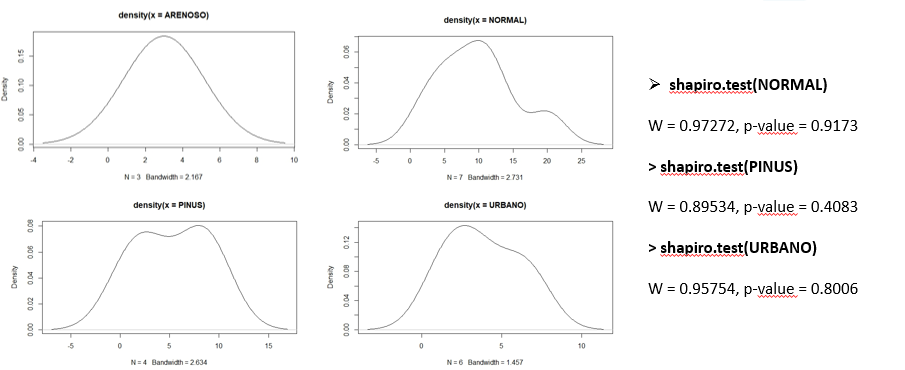 density(x = ARENOSO)
Density
0.00 0.05 0.10 0.15
-4 -2 0 2 4 6 8 10
N = 3 Bandwidth = 2.167
density(x = NORMAL)
Density
0.00 0.02 0.04 0.06
-5 0 5 10 15 20 25
N = 7 Bandwidth = 2.731
density(x = PINUS)
Density
0.00 0.02 0.04 0.06 0.08
-5 0 5 10 15
N = 4 Bandwidth = 2.634
density(x = URBANO)
Density
0.00 0.04 0.08 0.12
0 5 10
N = 6 Bandwidth = 1.457
➢ shapiro.test(NORMAL)
W = 0.97272, p-value = 0.9173
> shapiro.test(PINUS)
W = 0.89534, p-value = 0.4083
> shapiro.test(URBANO)
W = 0.95754, p-value = 0.8006